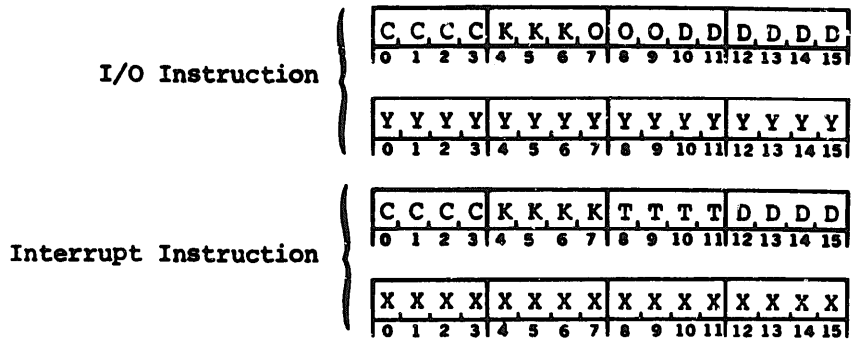 C C C C K K K O O O D D D D D D
0 1 2 3 4 5 6 7 8 9 10 11 12 13 14 15
I/O Instruction
Y Y Y Y Y Y Y Y Y Y Y Y Y Y Y Y
0 1 2 3 4 5 6 7 8 9 10 11 12 13 14 15
C C C C K K K K T T T T D D D D
0 1 2 3 4 5 6 7 8 9 10 11 12 13 14 15
Interrupt Instruction
X X X X X X X X X X X X X X X X
0 1 2 3 4 5 6 7 8 9 10 11 12 13 14 15